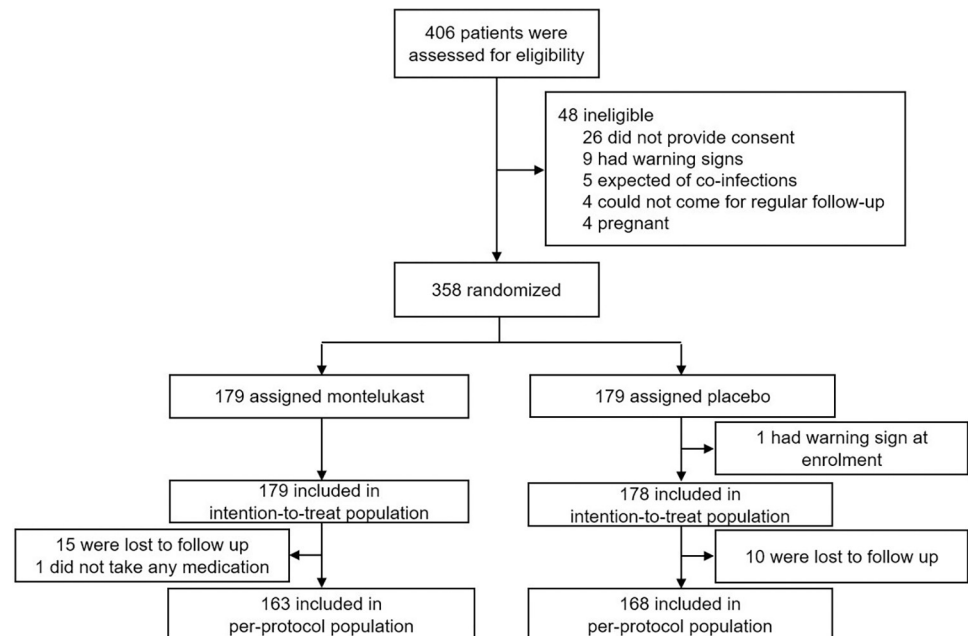 406 patients were
assessed for eligibility
48 ineligible
26 did not provide consent
9 had warning signs
5 expected of co-infections
4 could not come for regular follow-up
4 pregnant
358 randomized
179 assigned montelukast
179 assigned placebo
1 had warning sign at
enrolment
179 included in
intention-to-treat population
178 included in
intention-to-treat population
15 were lost to follow up
1 did not take any medication
10 were lost to follow up
163 included in
per-protocol population
168 included in
per-protocol population